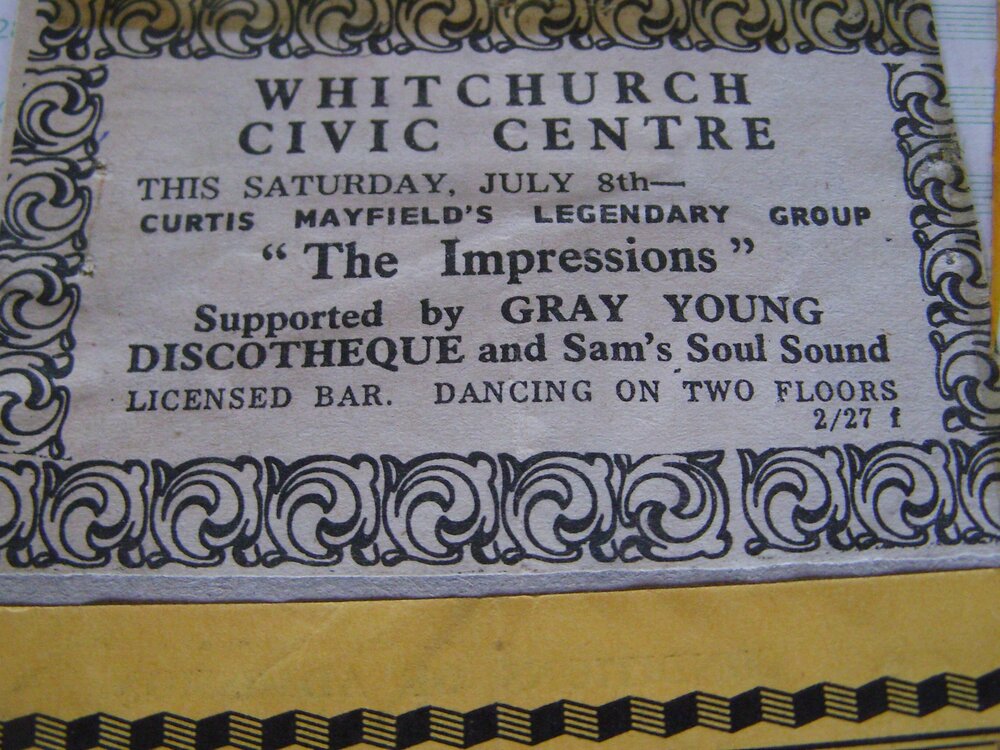 WHITCHURCH
CIVIC CENTRE
THIS SATURDAY, JULY 8th—
CURTIS MAYFIELD'S LEGENDARY GROUP
“The Impressions”
Supported by GRAY YOUNG
DISCOTHEQUE and Sam's Soul Sound
LICENSED BAR. DANCING ON TWO FLOORS
2/27 f